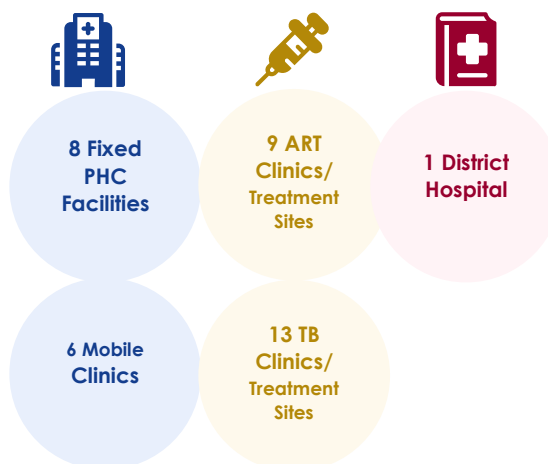 8 Fixed
PHC
Facilities
9 ART
Clinics/
Treatment
Sites
1 District
Hospital
6 Mobile
Clinics
13 TB
Clinics/
Treatment
Sites